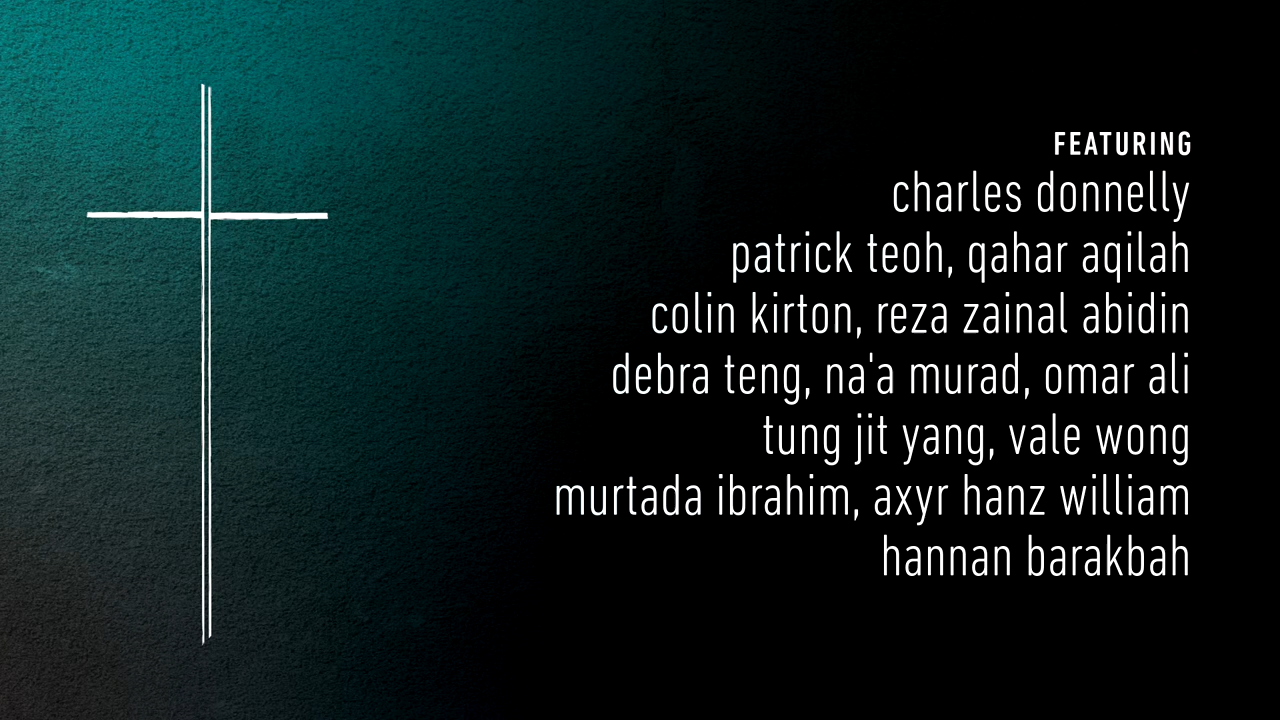 FEATURING
charles donnelly
patrick teoh, qahar aqilah
colin kirton, reza zainal abidin
debra teng, na'a murad, omar ali
tung jit yang, vale wong
murtada ibrahim, axyr hanz william
hannan barakbah